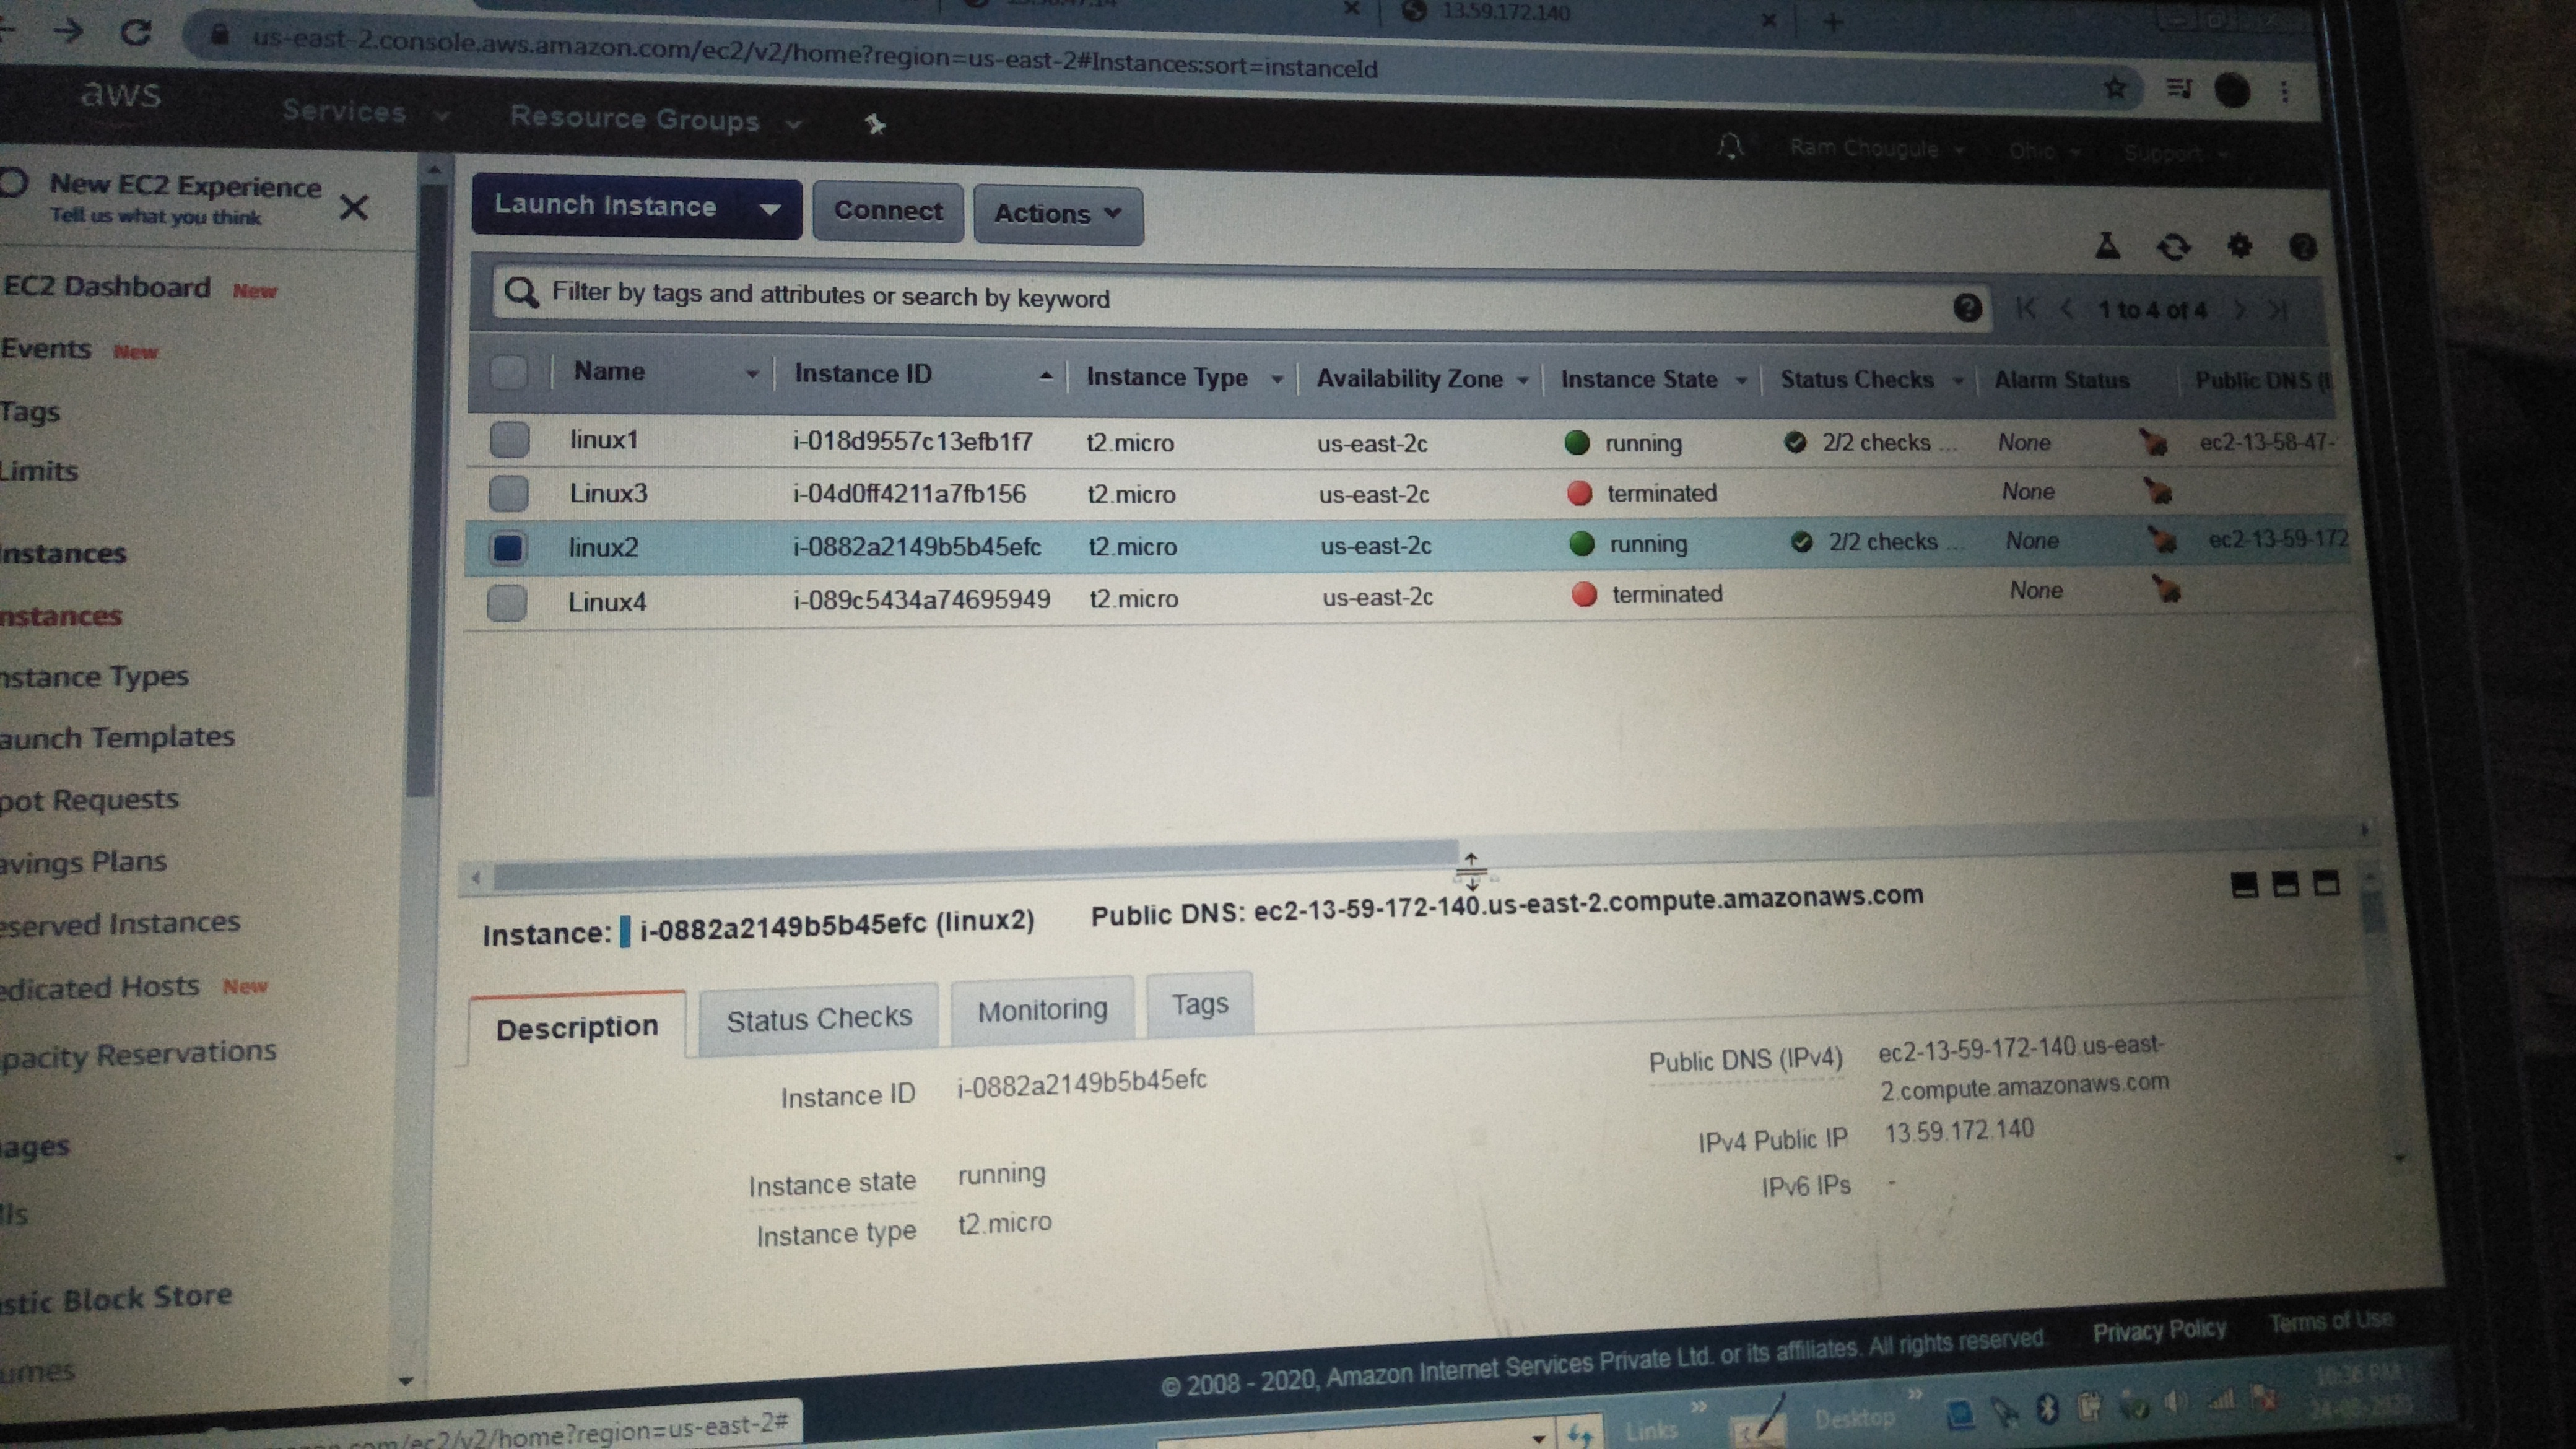 13.59.172.140
us-east-2.console.aws.amazon.com/ec2/v2/home?region=us-east-2#Instances:sort=instanceId
aws Services Resource Groups Ram Chougule Ohio Support
New EC2 Experience
Tell us what you think
EC2 Dashboard New
Events New
Tags
Limits
Instances
nstances
nstance Types
aunch Templates
pot Requests
avings Plans
eserved Instances
edicated Hosts New
pacity Reservations
ages
Is
stic Block Store
umes
Launch Instance Connect Actions
Filter by tags and attributes or search by keyword 1 to 4 of 4
Name Instance ID Instance Type Availability Zone Instance State Status Checks Alarm Status Public DNS (I
linux1 i-018d9557c13efb1f7 t2.micro us-east-2c running 2/2 checks ... None ec2-13-58-47-
Linux3 i-04d0ff4211a7fb156 t2.micro us-east-2c terminated None
linux2 i-0882a2149b5b45efc t2.micro us-east-2c running 2/2 checks ... None ec2-13-59-172
Linux4 i-089c5434a74695949 t2.micro us-east-2c terminated None
Instance: i-0882a2149b5b45efc (linux2) Public DNS: ec2-13-59-172-140.us-east-2.compute.amazonaws.com
Description Status Checks Monitoring Tags
Instance ID i-0882a2149b5b45efc
Instance state running
Instance type t2.micro
Public DNS (IPv4) ec2-13-59-172-140.us-east-
2.compute.amazonaws.com
IPv4 Public IP 13.59.172.140
IPv6 IPs -
© 2008 - 2020, Amazon Internet Services Private Ltd. or its affiliates. All rights reserved. Privacy Policy Terms of Use
zon.com/ec2/v2/home?region=us-east-2#
Links Desktop
10:36 PM